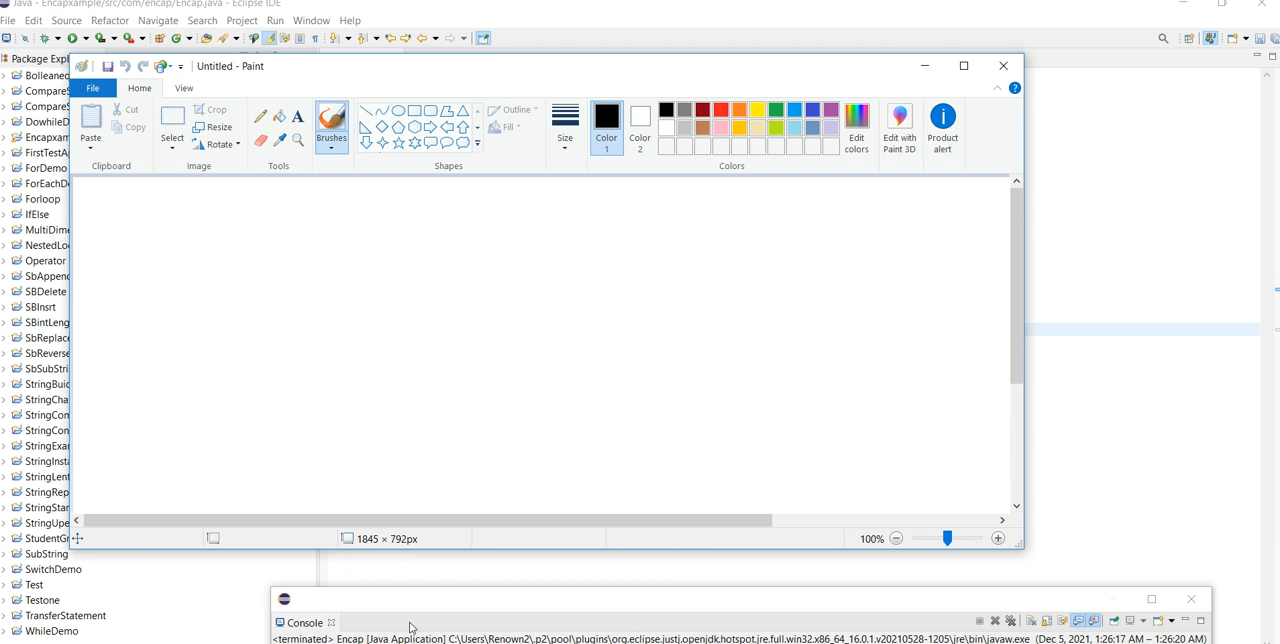 Java - Encapxample/src/com/encap/Encap.java - Eclipse IDE
File Edit Source Refactor Navigate Search Project Run Window Help
Package Expl
Untitled - Paint
File Home View
Paste
Cut
Copy
Clipboard
Select
Crop
Resize
Rotate
Image
A
Tools
Brushes
Shapes
Outline
Fill
Size
Color 1
Color 2
Edit colors
Colors
Edit with Paint 3D
Product alert
Bolleaneo
CompareS
CompareS
DowhileD
Encapxam
FirstTestAp
ForDemo
ForEachD
Forloop
IfElse
MultiDime
NestedLo
Operator
SbAppend
SBDelete
SBInsrt
SBintLeng
SbReplace
SbReverse
SbSubStri
StringBuid
StringCha
StringCom
StringCon
StringExa
StringInsta
StringLent
StringRep
StringStar
StringUpe
StudentGr
SubString
SwitchDemo
Test
Testone
TransferStatement
WhileDemo
1845 × 792px
100%
Console
<terminated> Encap [Java Application] C:\Users\Renown2\.p2\pool\plugins\org.eclipse.justj.openjdk.hotspot.jre.full.win32.x86_64_16.0.1.v20210528-1205\jre\bin\javaw.exe (Dec 5, 2021, 1:26:17 AM – 1:26:20 AM)